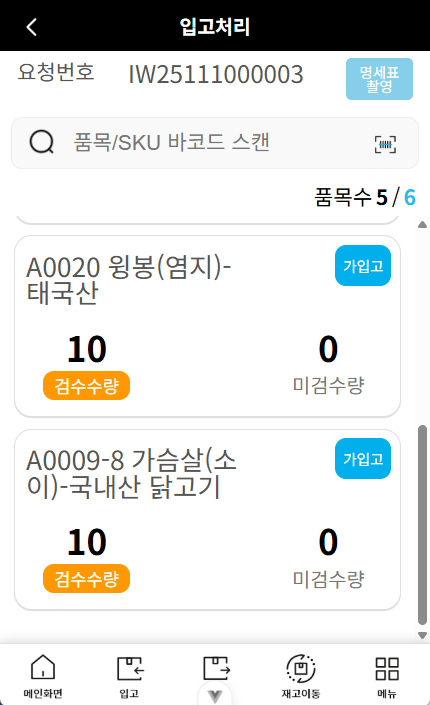 입고처리
요청번호 IW25111000003 명세표
촬영
품목/SKU 바코드 스캔
품목수 5 / 6
A0020 윙봉(염지)- 가입고
태국산
10 0
검수수량 미검수량
A0009-8 가슴살(소 가입고
이)-국내산 닭고기
10 0
검수수량 미검수량
메인화면 입고 재고이동 메뉴